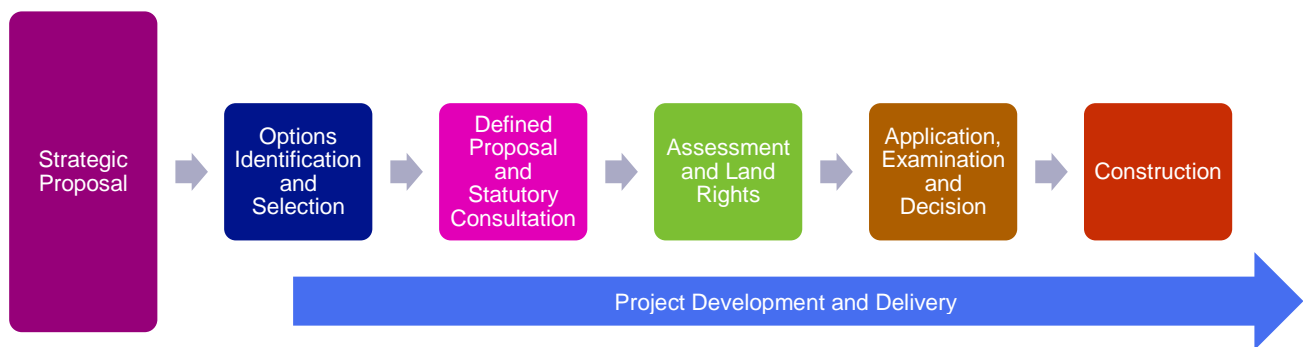 Strategic
Proposal
Options
Identification
and
Selection
Defined
Proposal
and
Statutory
Consultation
Assessment
and Land
Rights
Application,
Examination
and
Decision
Construction
Project Development and Delivery